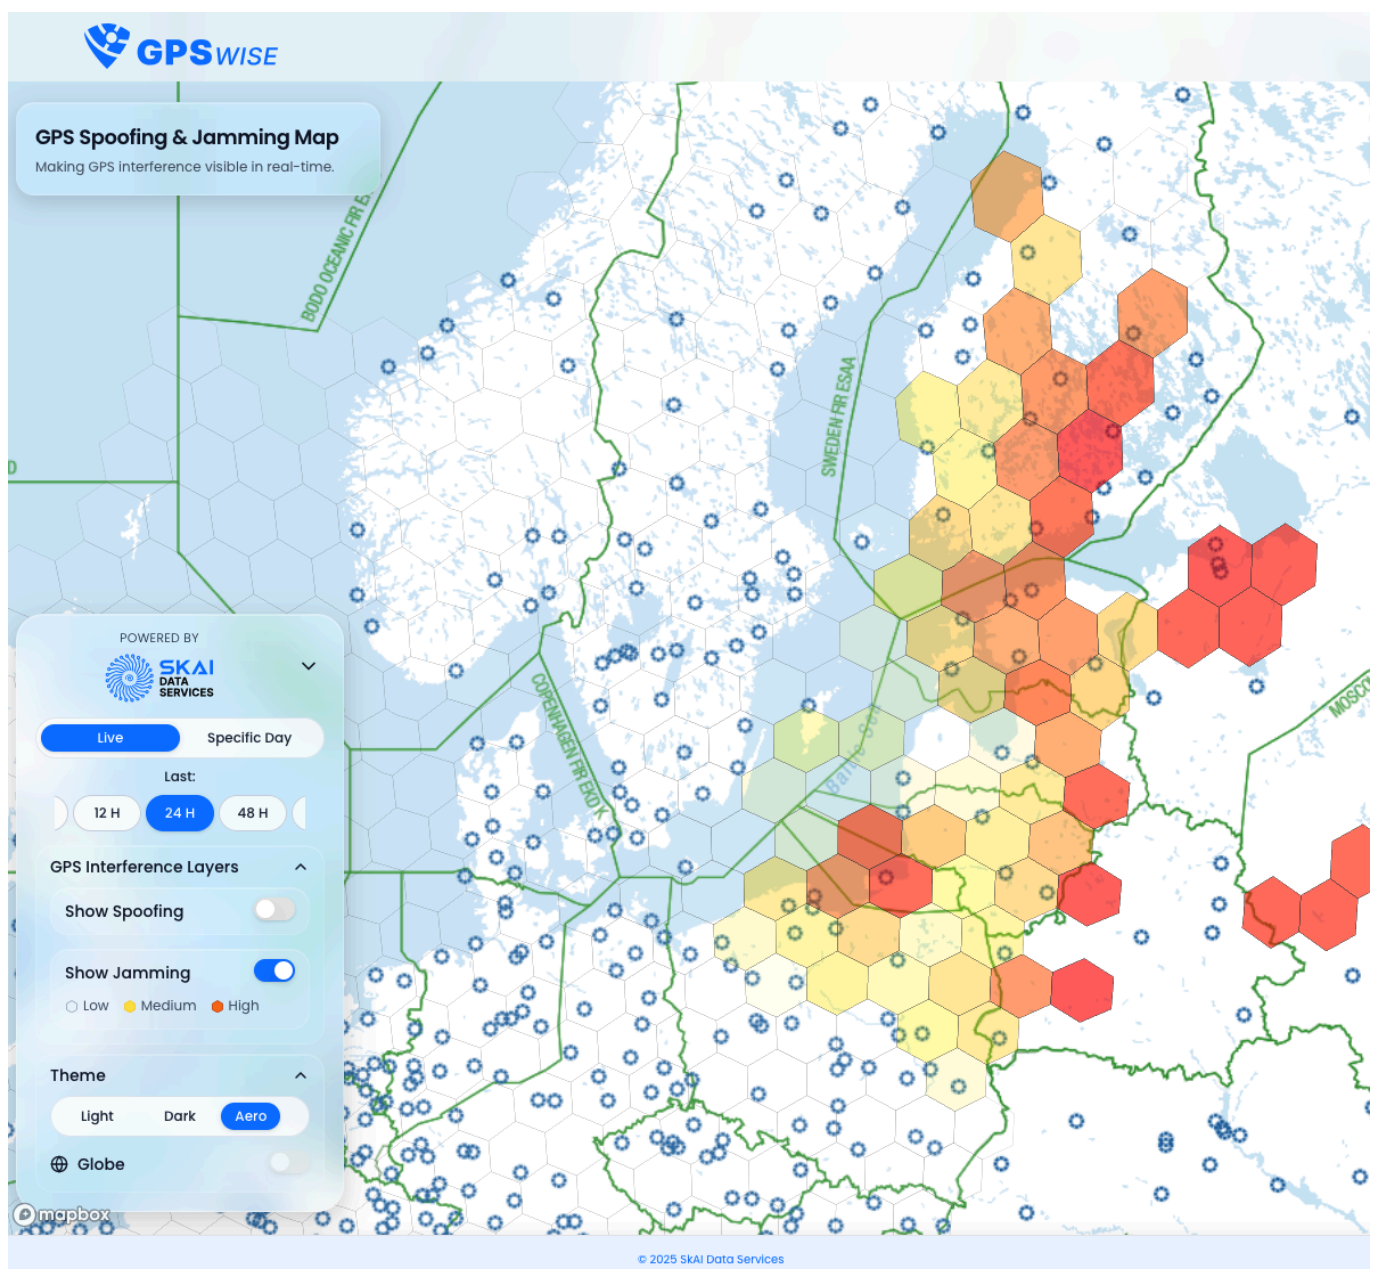 GPSWISE
GPS Spoofing & Jamming Map
Making GPS interference visible in real-time.
BODO OCEANIC FIR E
SWEDEN FIR ESAA
D
POWERED BY
SKAI
DATA
SERVICES
COPENHAGEN FIR EKDK
MOSCO
Live
Specific Day
Baltic Sea
Last:
12 H
24 H
48 H
GPS Interference Layers
Show Spoofing
Show Jamming
Low
Medium
High
Theme
Light
Dark
Aero
Globe
mapbox
© 2025 SkAI Data Services